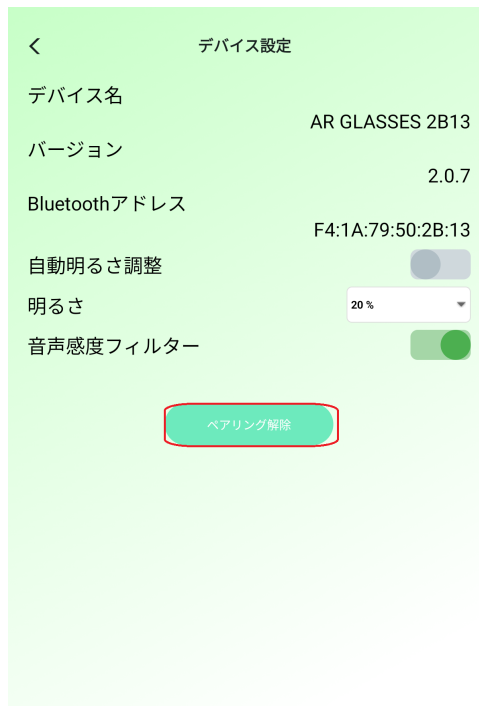 デバイス設定
デバイス名
AR GLASSES 2B13
バージョン
2.0.7
Bluetoothアドレス
F4:1A:79:50:2B:13
自動明るさ調整
明るさ
20 %
音声感度フィルター
ペアリング解除